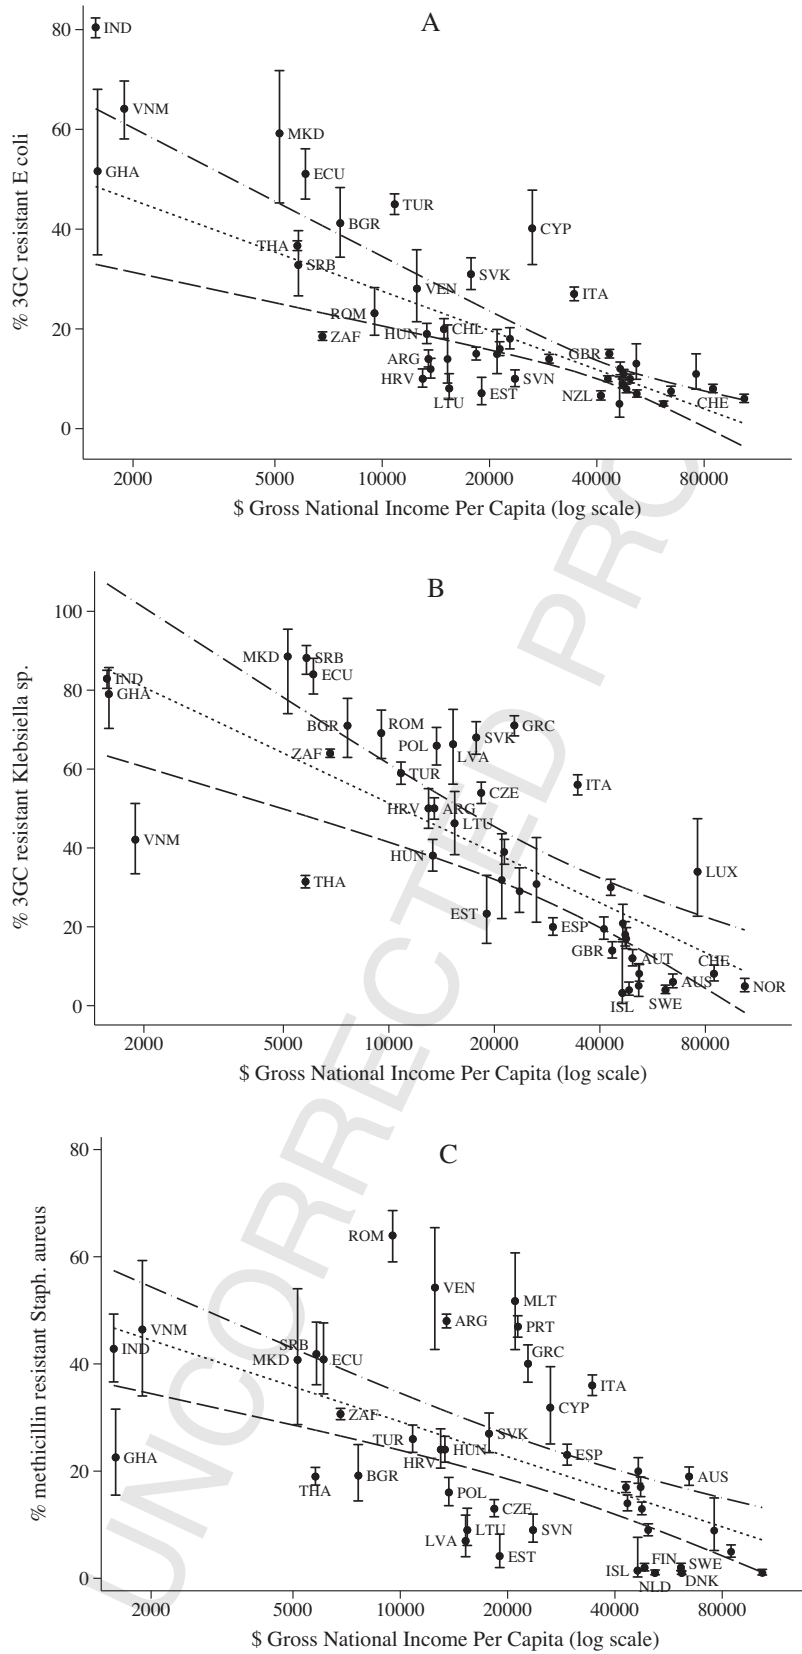 A
% 3GC resistant E coli
80
60
40
20
0
IND
VNM
MKD
GHA
ECU
TUR
BGR
CYP
THA
SRB
SVK
VEN
ITA
ROM
ZAF
HUN
CHL
GBR
ARG
HRV
SVN
LTU
EST
NZL
CHE
2000 5000 10000 20000 40000 80000
$ Gross National Income Per Capita (log scale)
B
% 3GC resistant Klebsiella sp.
100
80
60
40
20
0
MKD
SRB
IND
ECU
GHA
BGR
ROM
GRC
POL
SVK
ZAF
LVA
TUR
ITA
CZE
HRV
ARG
LTU
VNM
HUN
THA
LUX
EST
ESP
GBR
AUT
CHE
AUS
NOR
ISL
SWE
2000 5000 10000 20000 40000 80000
$ Gross National Income Per Capita (log scale)
C
% methicillin resistant Staph. aureus
80
60
40
20
0
ROM
VEN
MLT
ARG
PRT
VNM
IND
SRB
MKD
ECU
GRC
ITA
CYP
ZAF
TUR
SVK
HRV
HUN
ESP
GHA
THA
BGR
AUS
POL
CZE
LTU
SVN
LVA
EST
ISL
FIN
SWE
NLD
DNK
2000 5000 10000 20000 40000 80000
$ Gross National Income Per Capita (log scale)
UNCORRECTED PRO